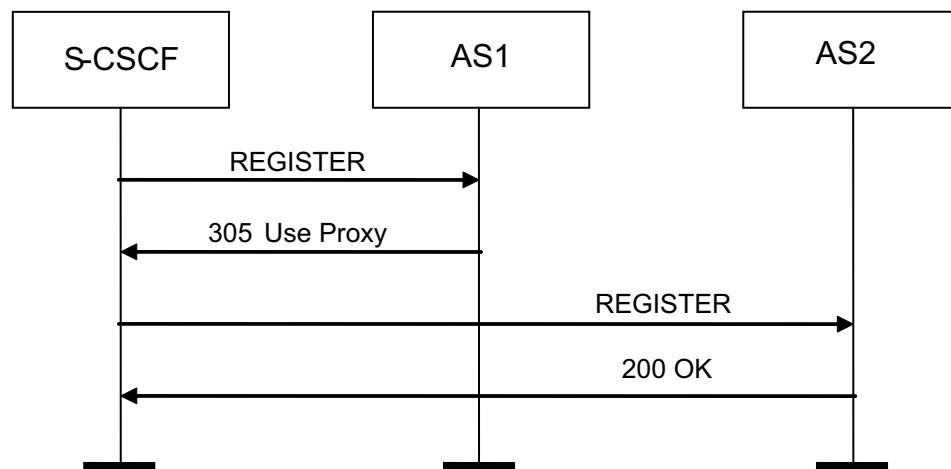 S-CSCF
AS1
AS2
REGISTER
305 Use Proxy
REGISTER
200 OK